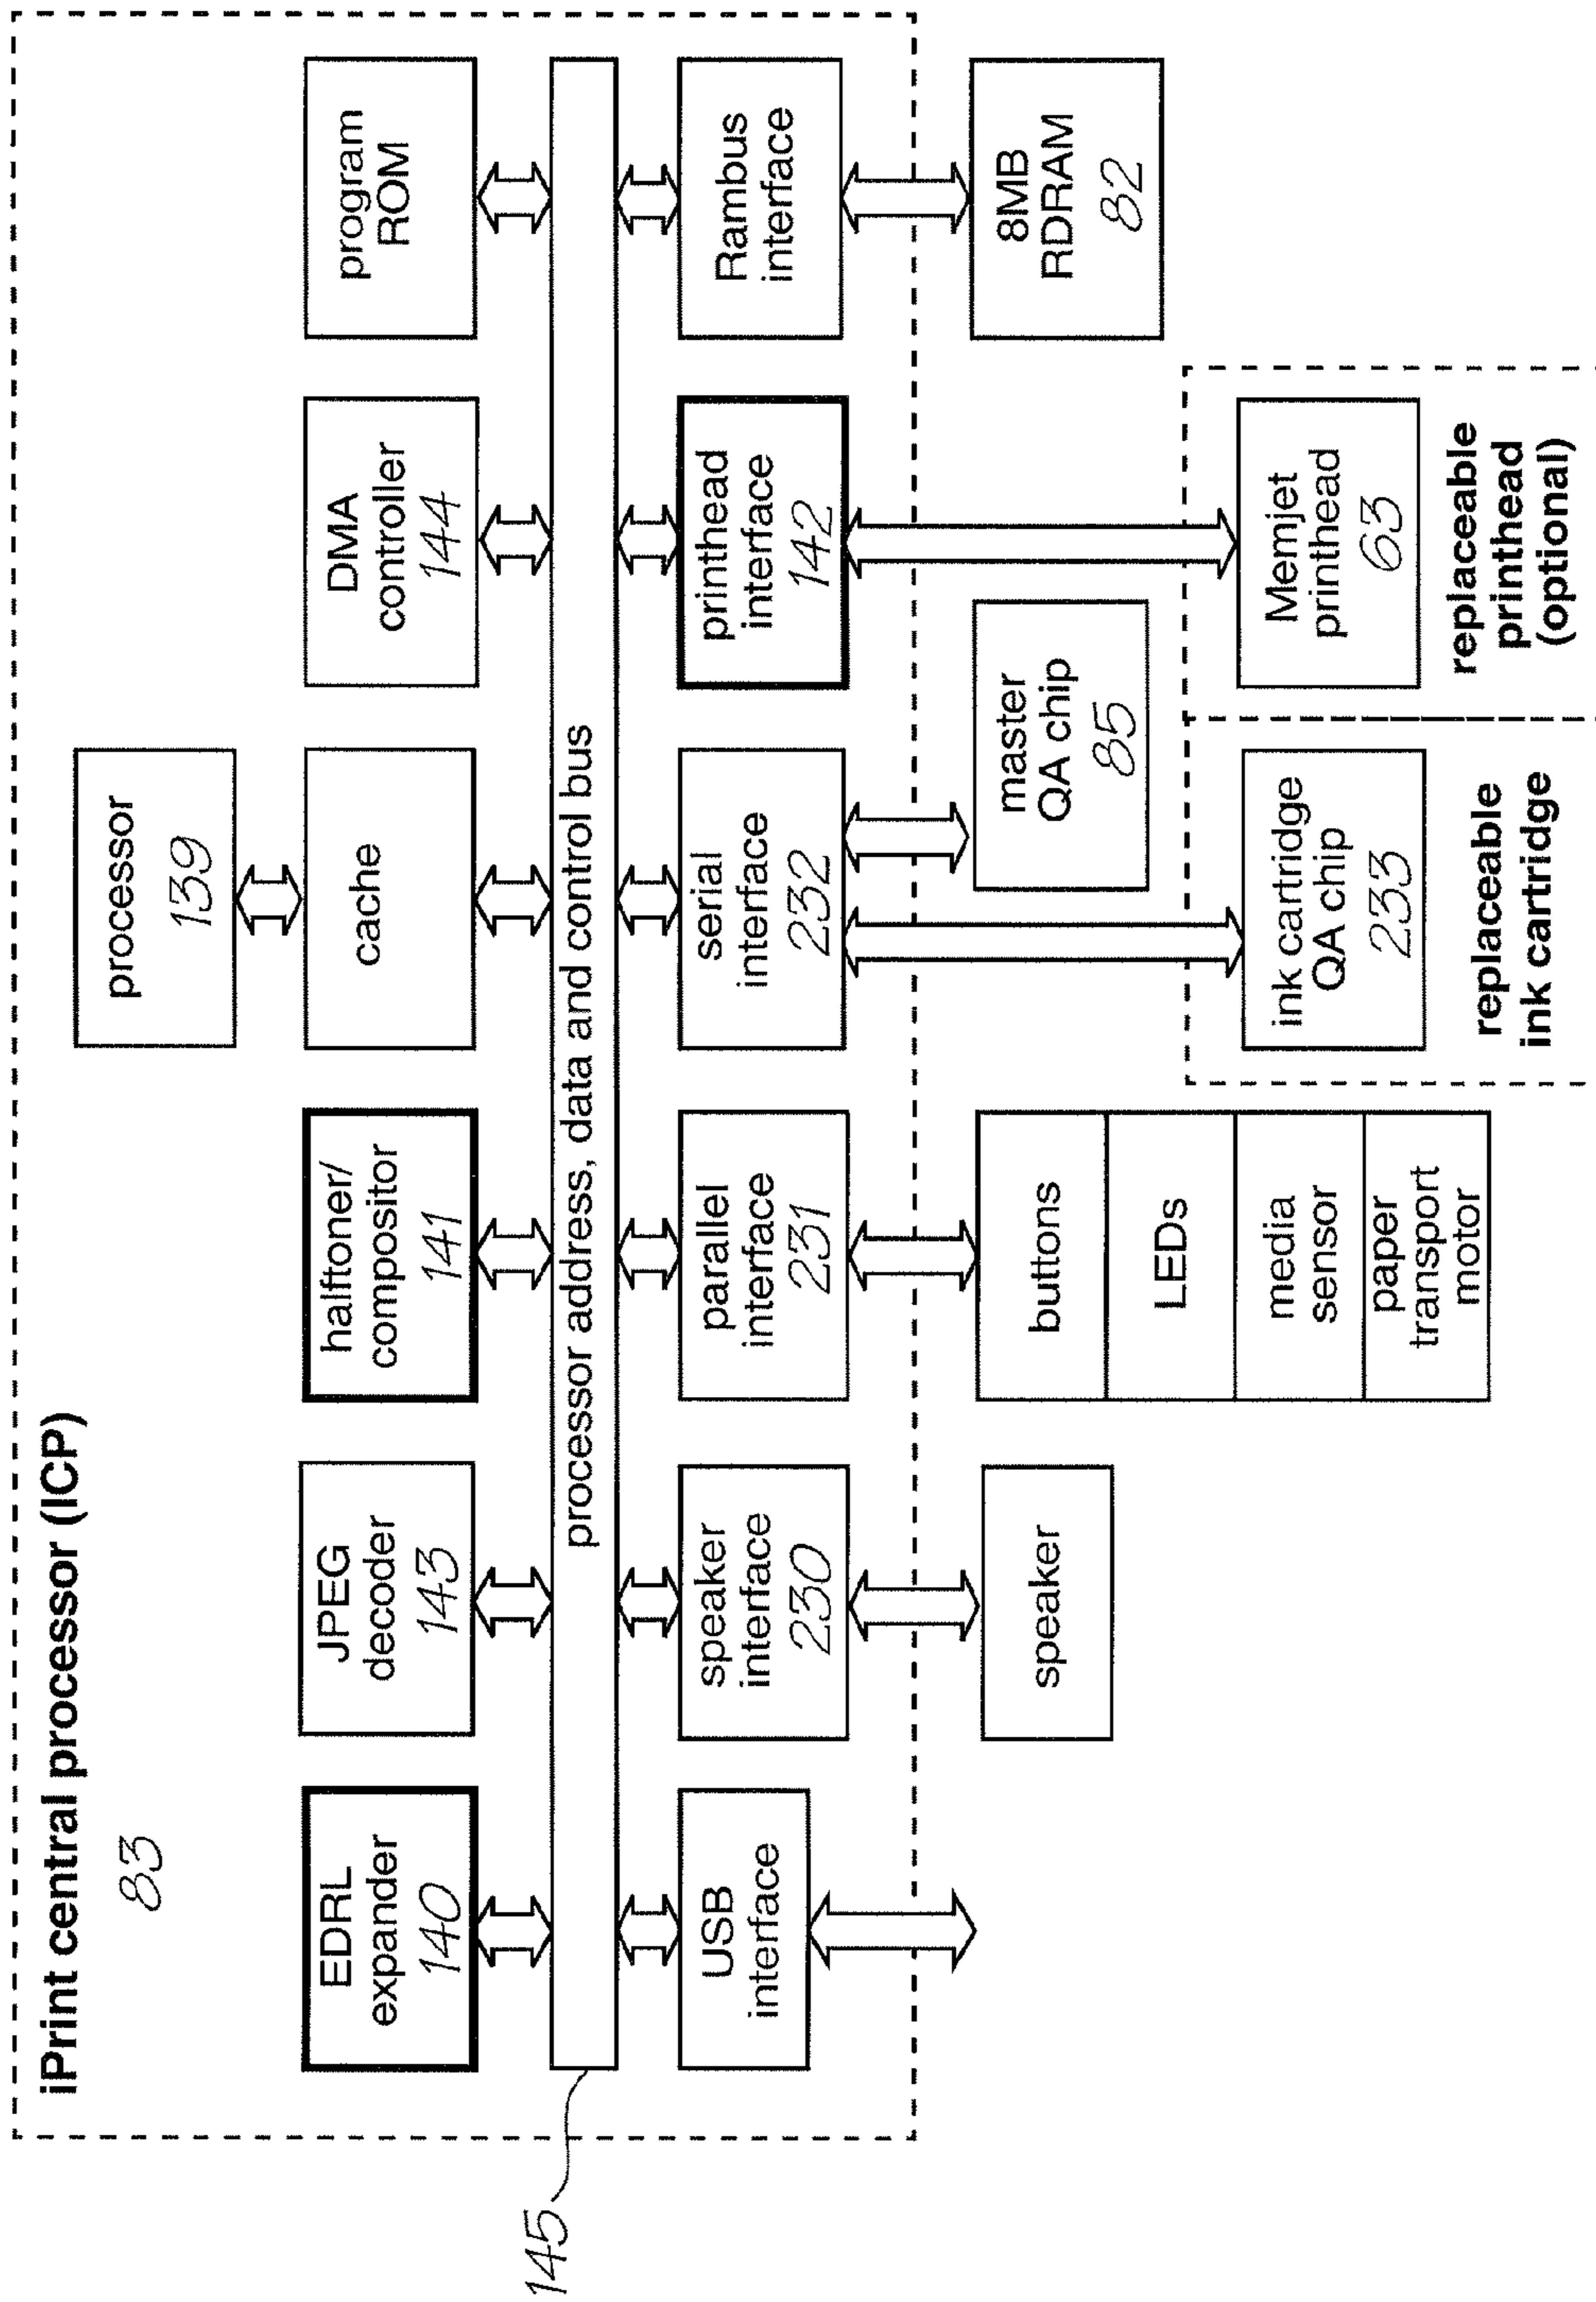 iPrint central processor (ICP)
83
processor
139
EDRL
expander
140
JPEG
decoder
143
halftoner/
compositor
141
cache
DMA
controller
144
program
ROM
145
processor address, data and control bus
USB
interface
speaker
interface
230
parallel
interface
231
serial
interface
232
printhead
interface
142
Rambus
interface
speaker
buttons
LEDs
media
sensor
paper
transport
motor
master
QA chip
85
8MB
RDRAM
82
ink cartridge
QA chip
233
replaceable
ink cartridge
Memjet
printhead
63
replaceable
printhead
(optional)